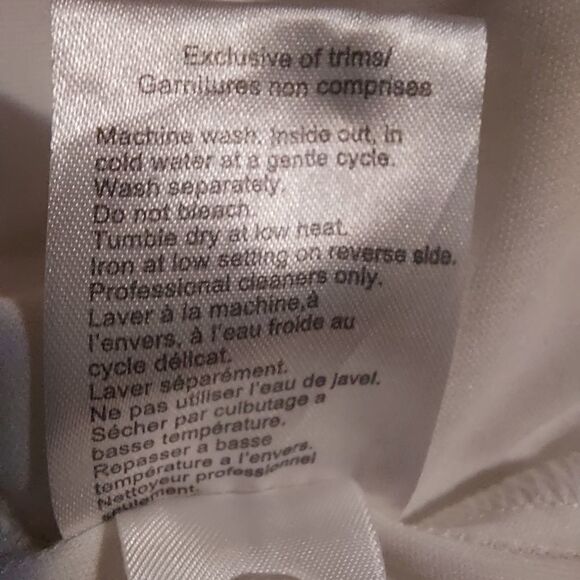 Exclusive of trims/
Garnitures non comprises
Machine wash, inside out, in
cold water at a gentle cycle.
Wash separately.
Do not bleach.
Tumble dry at low heat.
Iron at low setting on reverse side.
Professional cleaners only.
Laver à la machine,à
l'envers, à l'eau froide au
cycle délicat.
Laver séparément.
Ne pas utiliser l'eau de javel.
Sécher par culbutage a
basse température.
Repasser a basse
température a l'envers.
Nettoyeur professionnel
seulement.